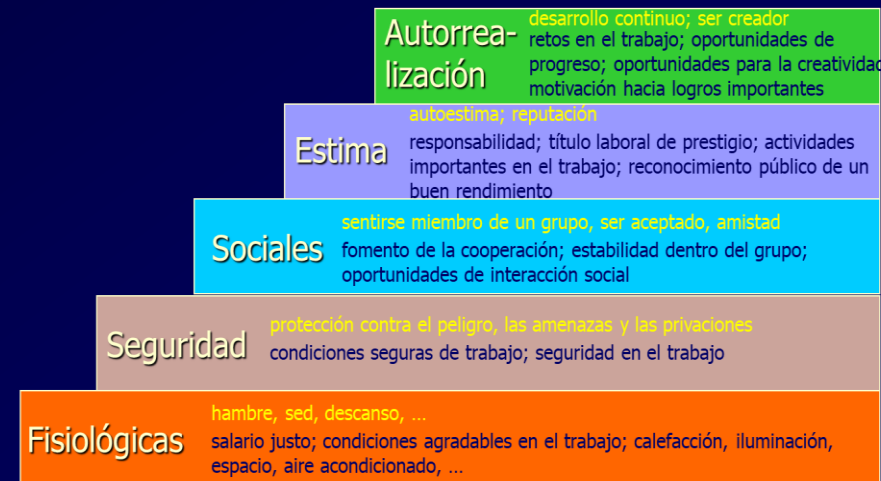 desarrollo continuo; ser creador
Autorrea-
lización
retos en el trabajo; oportunidades de
progreso; oportunidades para la creatividad
motivación hacia logros importantes
autoestima; reputación
Estima
responsabilidad; título laboral de prestigio; actividades
importantes en el trabajo; reconocimiento público de un
buen rendimiento
sentirse miembro de un grupo, ser aceptado, amistad
Sociales
fomento de la cooperación; estabilidad dentro del grupo;
oportunidades de interacción social
protección contra el peligro, las amenazas y las privaciones
Seguridad
condiciones seguras de trabajo; seguridad en el trabajo
hambre, sed, descanso, ...
Fisiológicas
salario justo; condiciones agradables en el trabajo; calefacción, iluminación,
espacio, aire acondicionado, ...